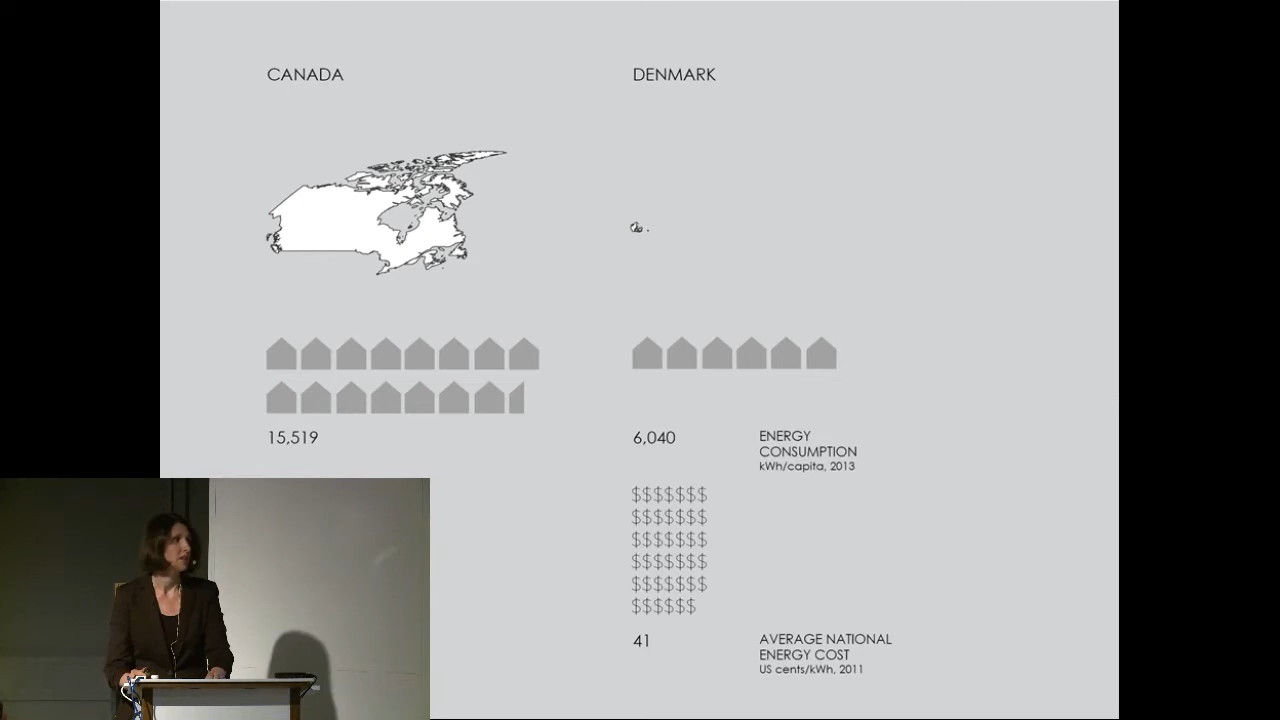 CANADA
DENMARK
15,519
6,040
ENERGY
CONSUMPTION
kWh/capita, 2013
$$$$$$$
$$$$$$$
$$$$$$$
$$$$$$$
$$$$$$$
$$$$$$
41
AVERAGE NATIONAL
ENERGY COST
US cents/kWh, 2011